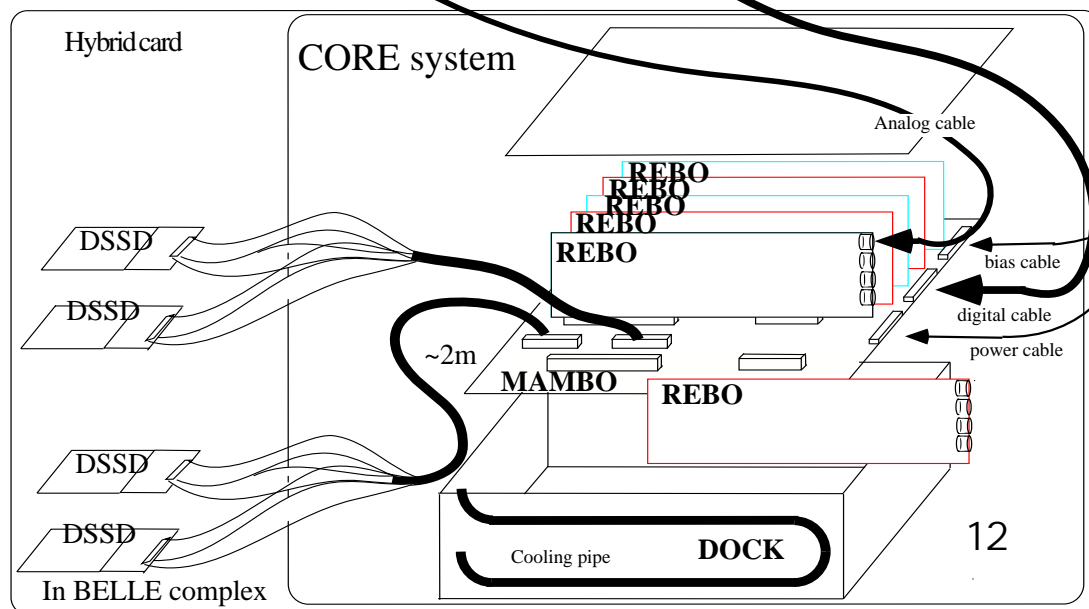 Hybrid card
CORE system
Analog cable
REBO
REBO
REBO
REBO
REBO
DSSD
DSSD
bias cable
digital cable
power cable
~2m
MAMBO
REBO
DSSD
DSSD
Cooling pipe
DOCK
12
In BELLE complex